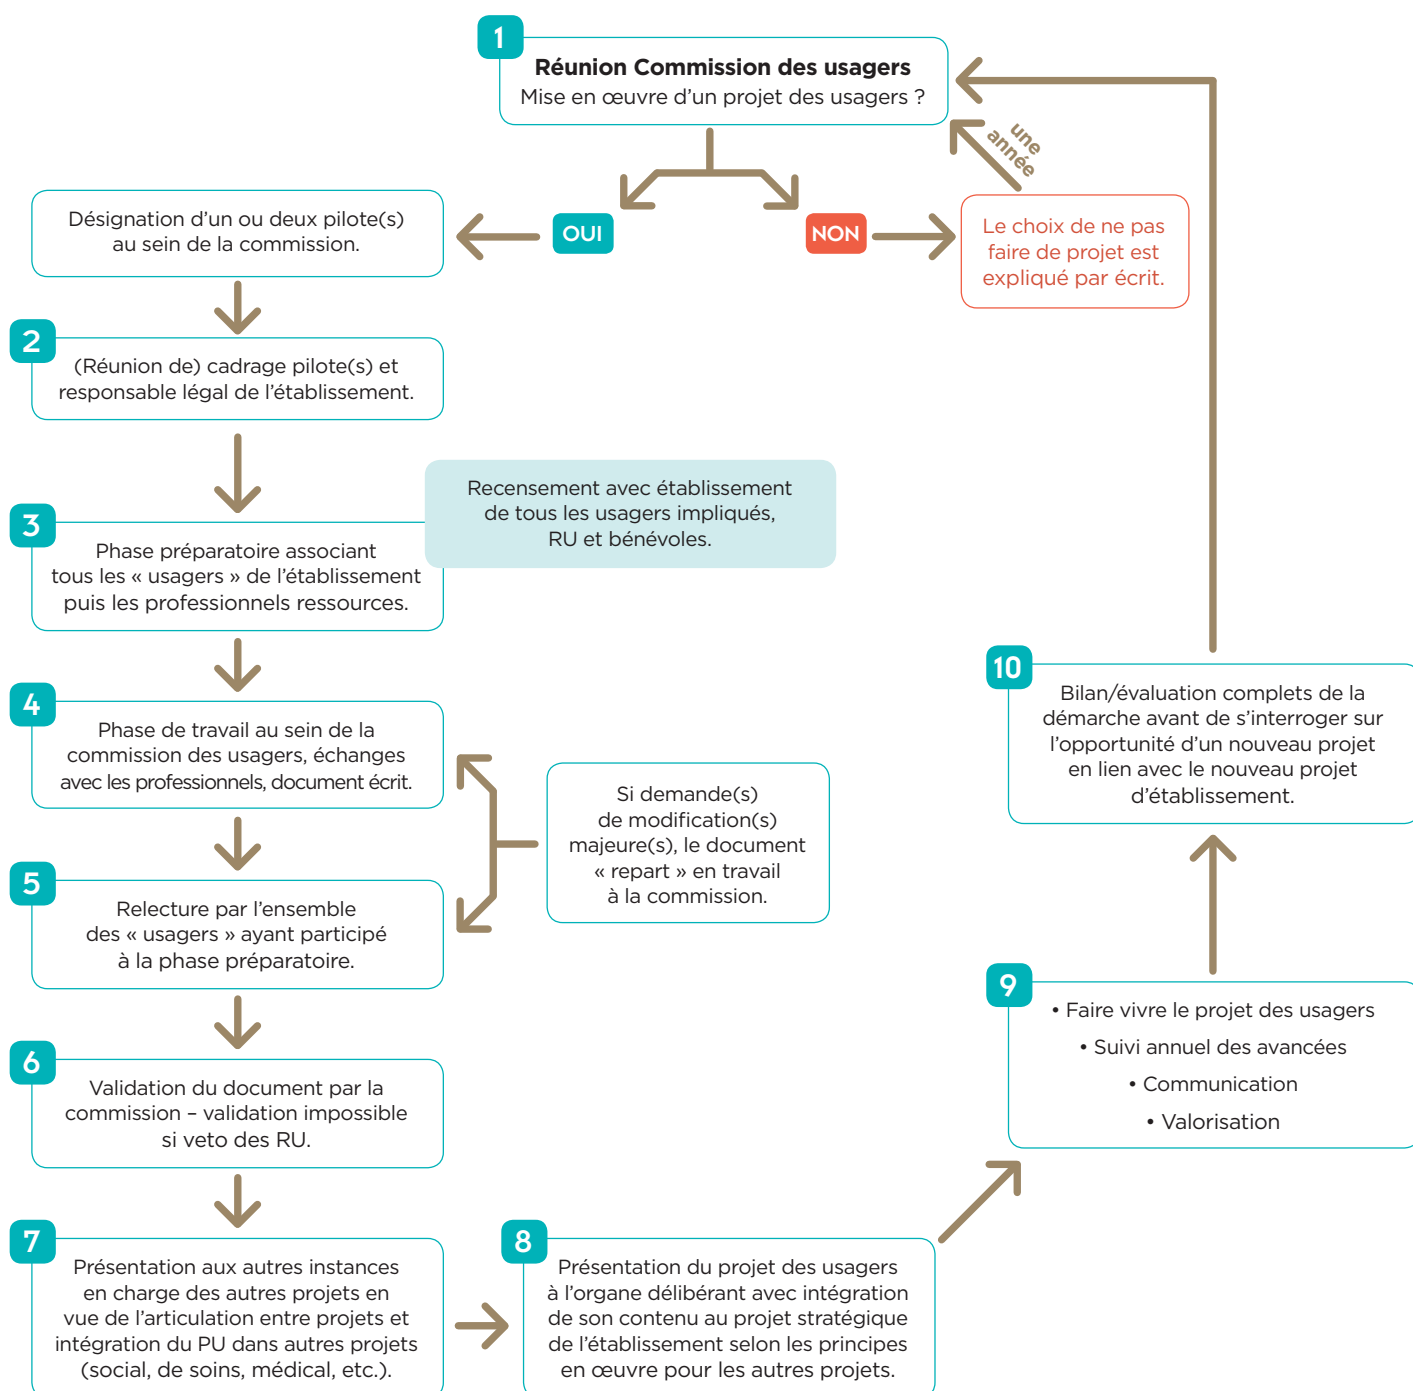 1
Réunion Commission des usagers
Mise en œuvre d’un projet des usagers ?
une
année
OUI
NON
Le choix de ne pas
faire de projet est
expliqué par écrit.
Désignation d’un ou deux pilote(s)
au sein de la commission.
2
(Réunion de) cadrage pilote(s) et
responsable légal de l’établissement.
Recensement avec établissement
de tous les usagers impliqués,
RU et bénévoles.
3
Phase préparatoire associant
tous les « usagers » de l’établissement
puis les professionnels ressources.
4
Phase de travail au sein de la
commission des usagers, échanges
avec les professionnels, document écrit.
Si demande(s)
de modification(s)
majeure(s), le document
« repart » en travail
à la commission.
5
Relecture par l’ensemble
des « usagers » ayant participé
à la phase préparatoire.
6
Validation du document par la
commission – validation impossible
si veto des RU.
7
Présentation aux autres instances
en charge des autres projets en
vue de l’articulation entre projets et
intégration du PU dans autres projets
(social, de soins, médical, etc.).
8
Présentation du projet des usagers
à l’organe délibérant avec intégration
de son contenu au projet stratégique
de l’établissement selon les principes
en œuvre pour les autres projets.
9
• Faire vivre le projet des usagers
• Suivi annuel des avancées
• Communication
• Valorisation
10
Bilan/évaluation complets de la
démarche avant de s’interroger sur
l’opportunité d’un nouveau projet
en lien avec le nouveau projet
d’établissement.